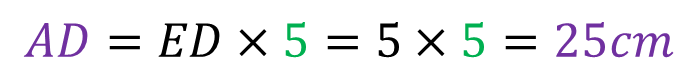 AD = ED × 5 = 5 × 5 = 25cm